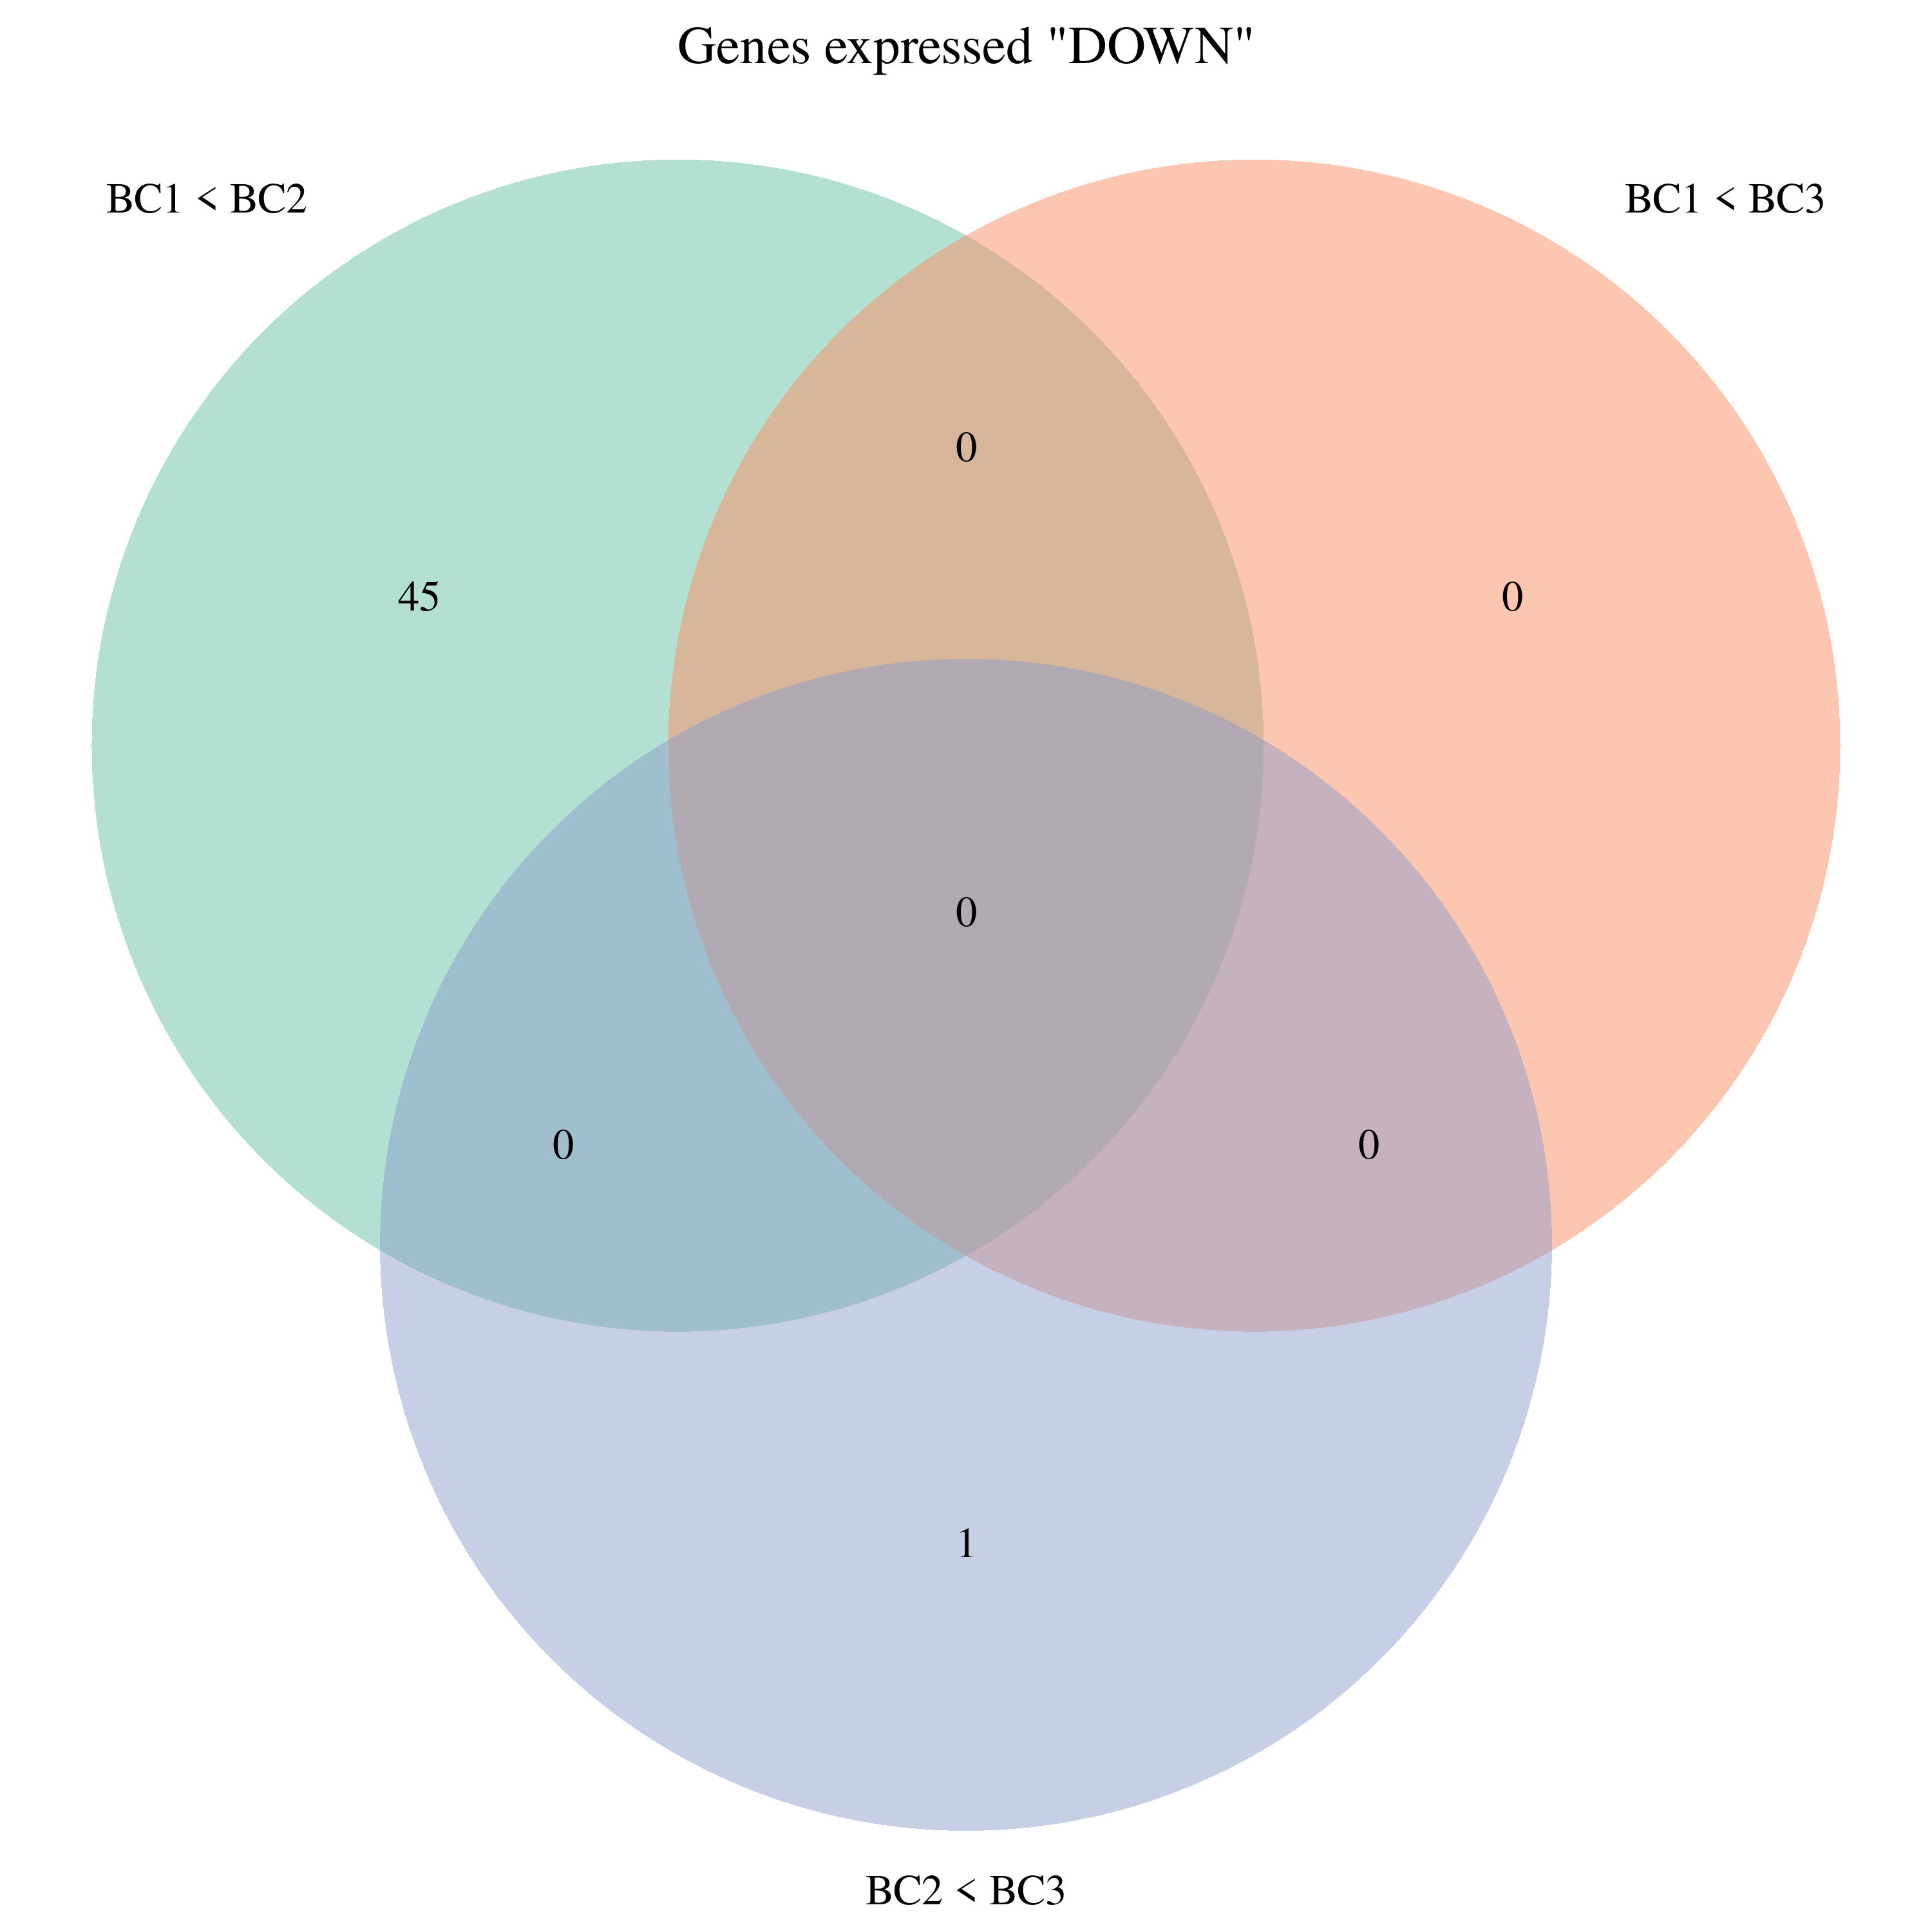 Genes expressed "DOWN"
BC1 < BC2
BC1 < BC3
0
45
0
0
0
0
1
BC2 < BC3